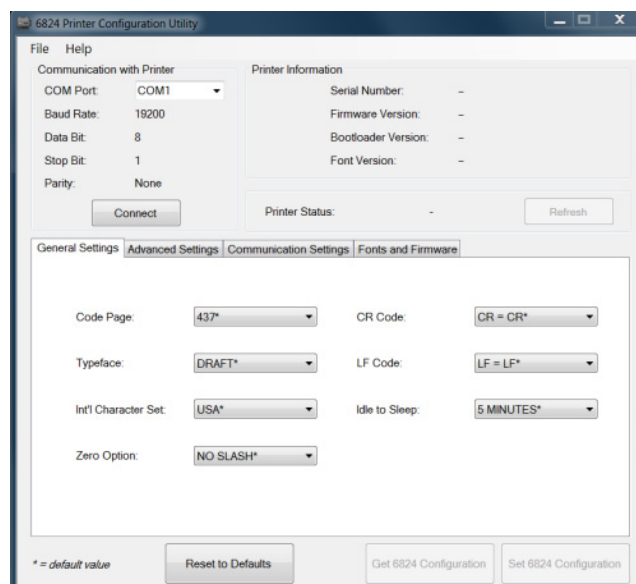 6824 Printer Configuration Utility
File Help
Communication with Printer
COM Port: COM1
Baud Rate: 19200
Data Bit: 8
Stop Bit: 1
Parity: None
Connect
Printer Information
Serial Number: –
Firmware Version: –
Bootloader Version: –
Font Version: –
Printer Status: - Refresh
General Settings Advanced Settings Communication Settings Fonts and Firmware
Code Page: 437* CR Code: CR = CR*
Typeface: DRAFT* LF Code: LF = LF*
Int'l Character Set: USA* Idle to Sleep: 5 MINUTES*
Zero Option: NO SLASH*
* = default value Reset to Defaults Get 6824 Configuration Set 6824 Configuration